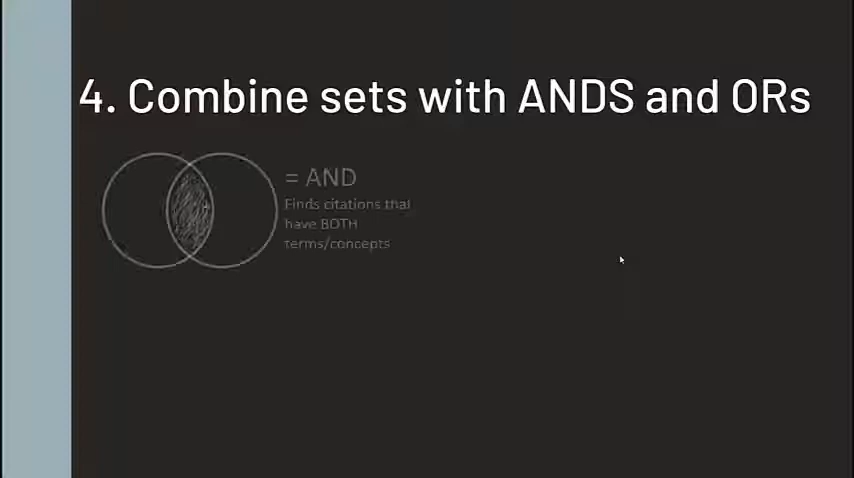 4. Combine sets with ANDS and ORs
= AND
Finds citations that
have BOTH
terms/concepts